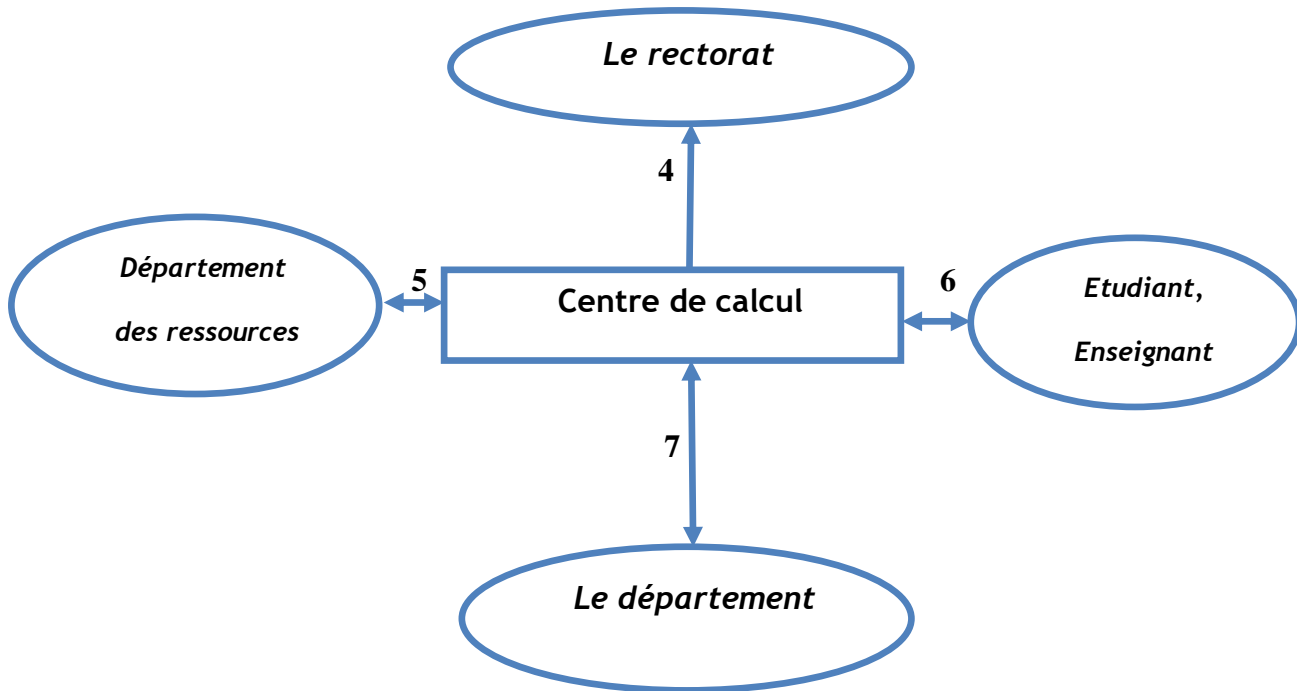 Le rectorat
4
Département
des ressources
5
Centre de calcul
6
Etudiant,
Enseignant
7
Le département